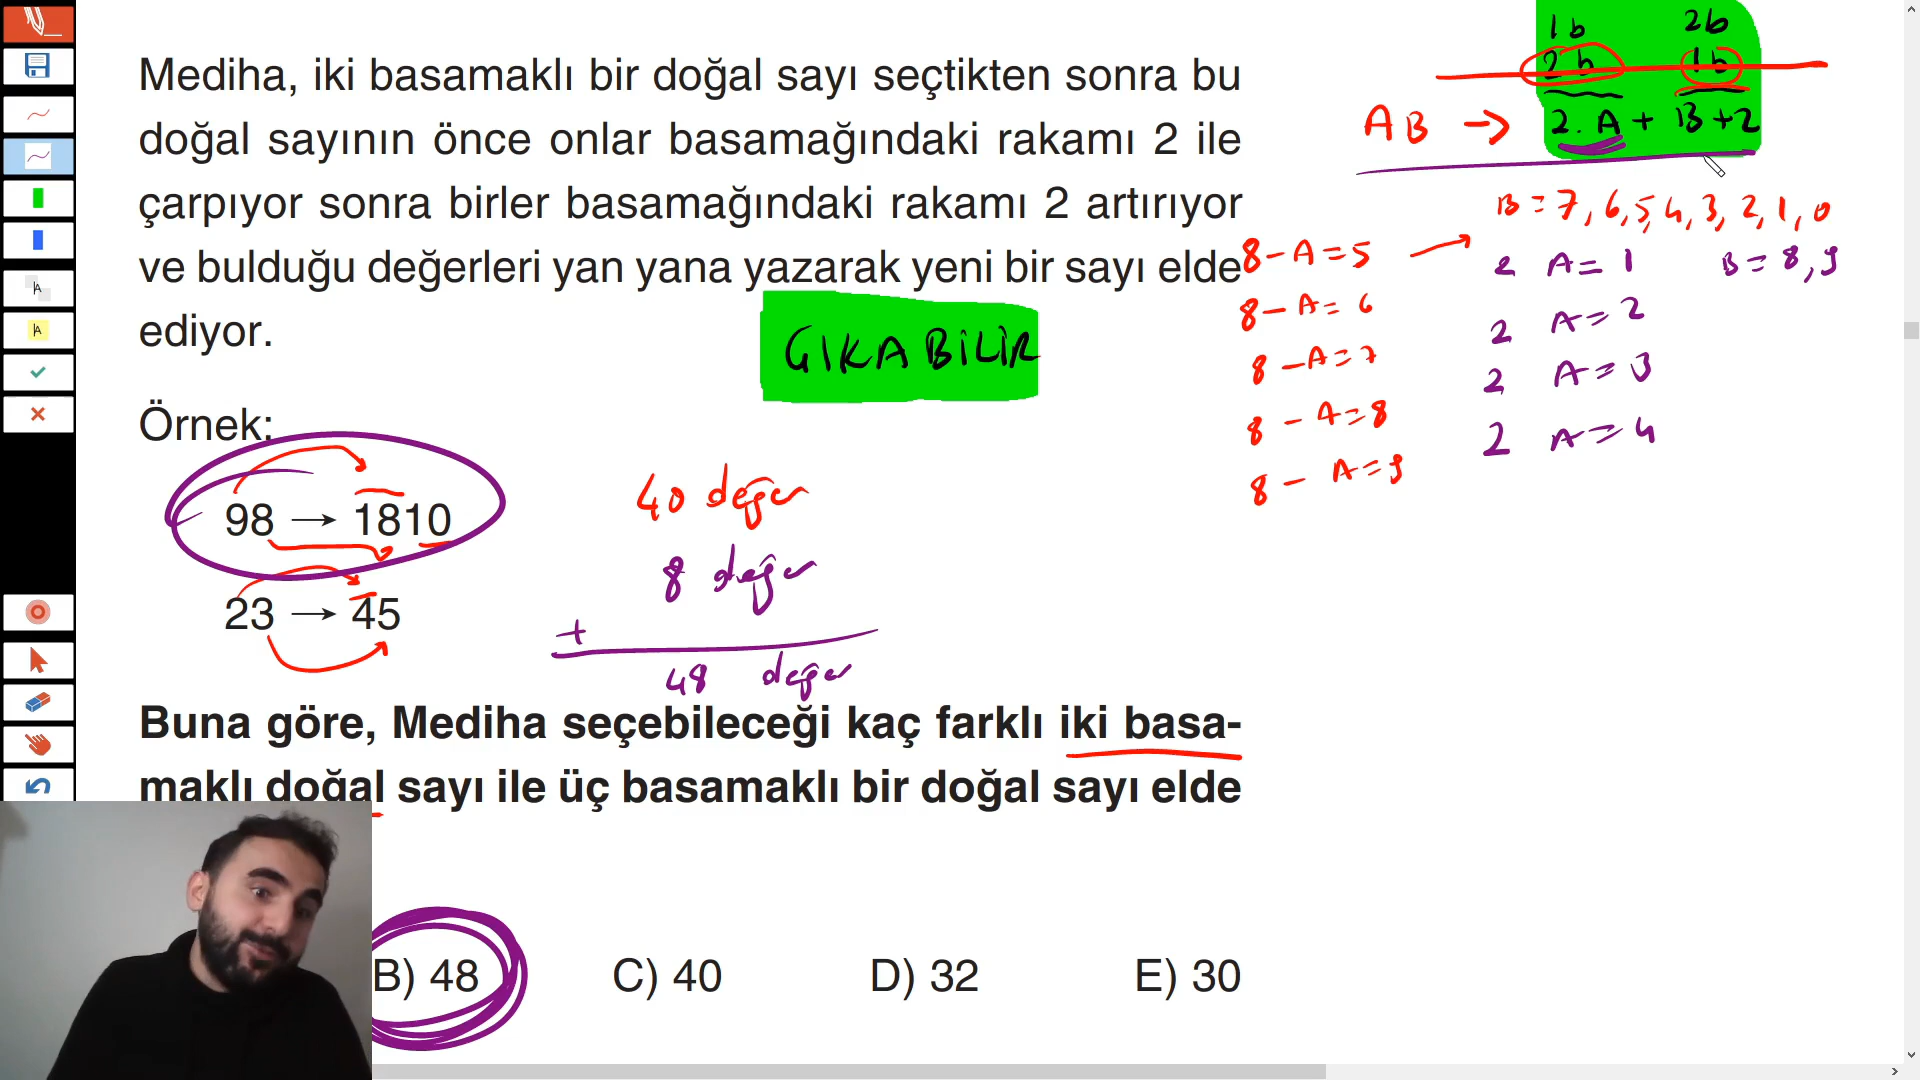 Mediha, iki basamaklı bir doğal sayı seçtikten sonra bu
doğal sayının önce onlar basamağındaki rakamı 2 ile
çarpıyor sonra birler basamağındaki rakamı 2 artırıyor
ve bulduğu değerleri yan yana yazarak yeni bir sayı elde
ediyor.
GIKABİLİR
Örnek:
98 → 1810
23 → 45
40 değer
8 değer
+
48 değer
1b 2b
2b 1b
AB → 2.A + B+2
B = 7, 6, 5, 4, 3, 2, 1, 0
8 - A = 5 →
8 - A = 6
8 - A = 7
8 - A = 8
8 - A = 9
2 A = 1 B = 8, 9
2 A = 2
2 A = 3
2 A = 4
Buna göre, Mediha seçebileceği kaç farklı iki basa-
maklı doğal sayı ile üç basamaklı bir doğal sayı elde
B) 48 C) 40 D) 32 E) 30